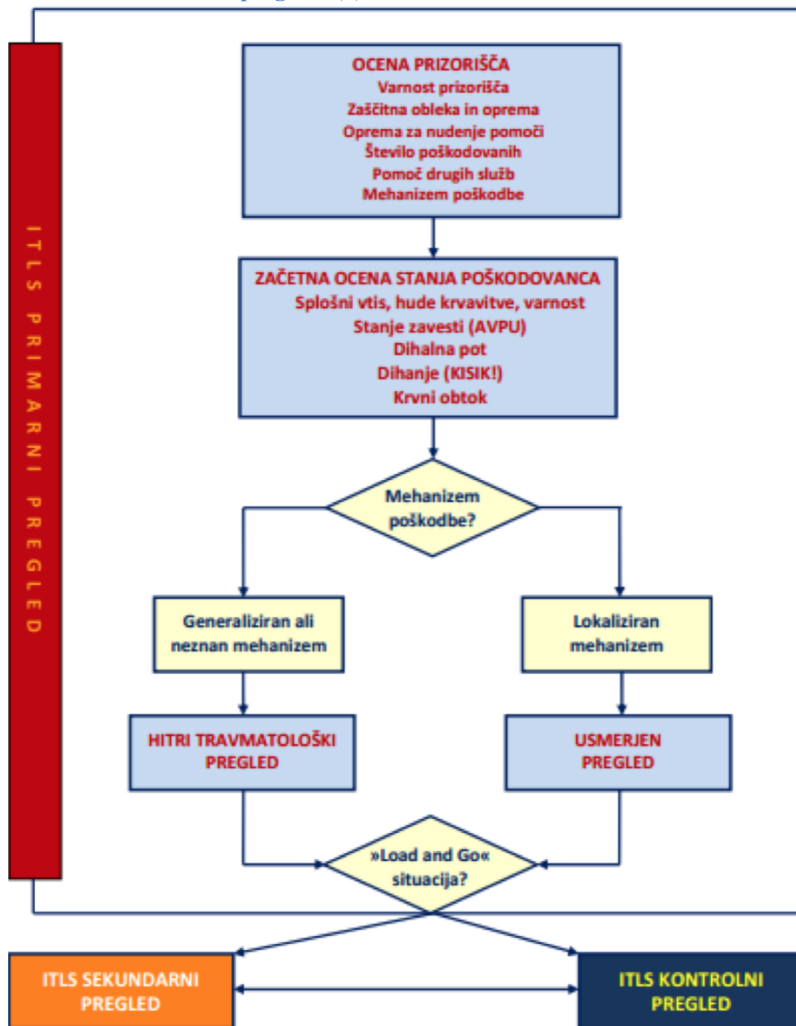 OCENA PRIZORIŠČA
Varnost prizorišča
Zaščitna obleka in oprema
Oprema za nudenje pomoči
Število poškodovanih
Pomoč drugih služb
Mehanizem poškodbe
ITLS PRIMARNI PREGLED
ZAČETNA OCENA STANJA POŠKODOVANCA
Splošni vtis, hude krvavitve, varnost
Stanje zavesti (AVPU)
Dihalna pot
Dihanje (KISIK!)
Krvni obtok
Mehanizem
poškodbe?
Generaliziran ali
neznan mehanizem
Lokaliziran
mehanizem
HITRI TRAVMATOLOŠKI
PREGLED
USMERJEN
PREGLED
»Load and Go«
situacija?
ITLS SEKUNDARNI
PREGLED
ITLS KONTROLNI
PREGLED